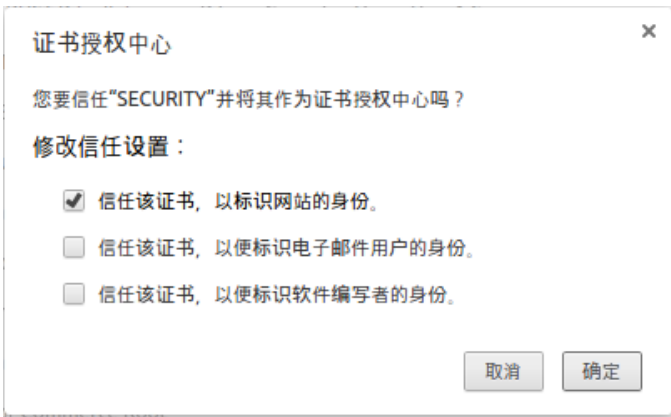 证书授权中心
您要信任"SECURITY"并将其作为证书授权中心吗？
修改信任设置：
信任该证书，以标识网站的身份。
信任该证书，以便标识电子邮件用户的身份。
信任该证书，以便标识软件编写者的身份。
取消 确定